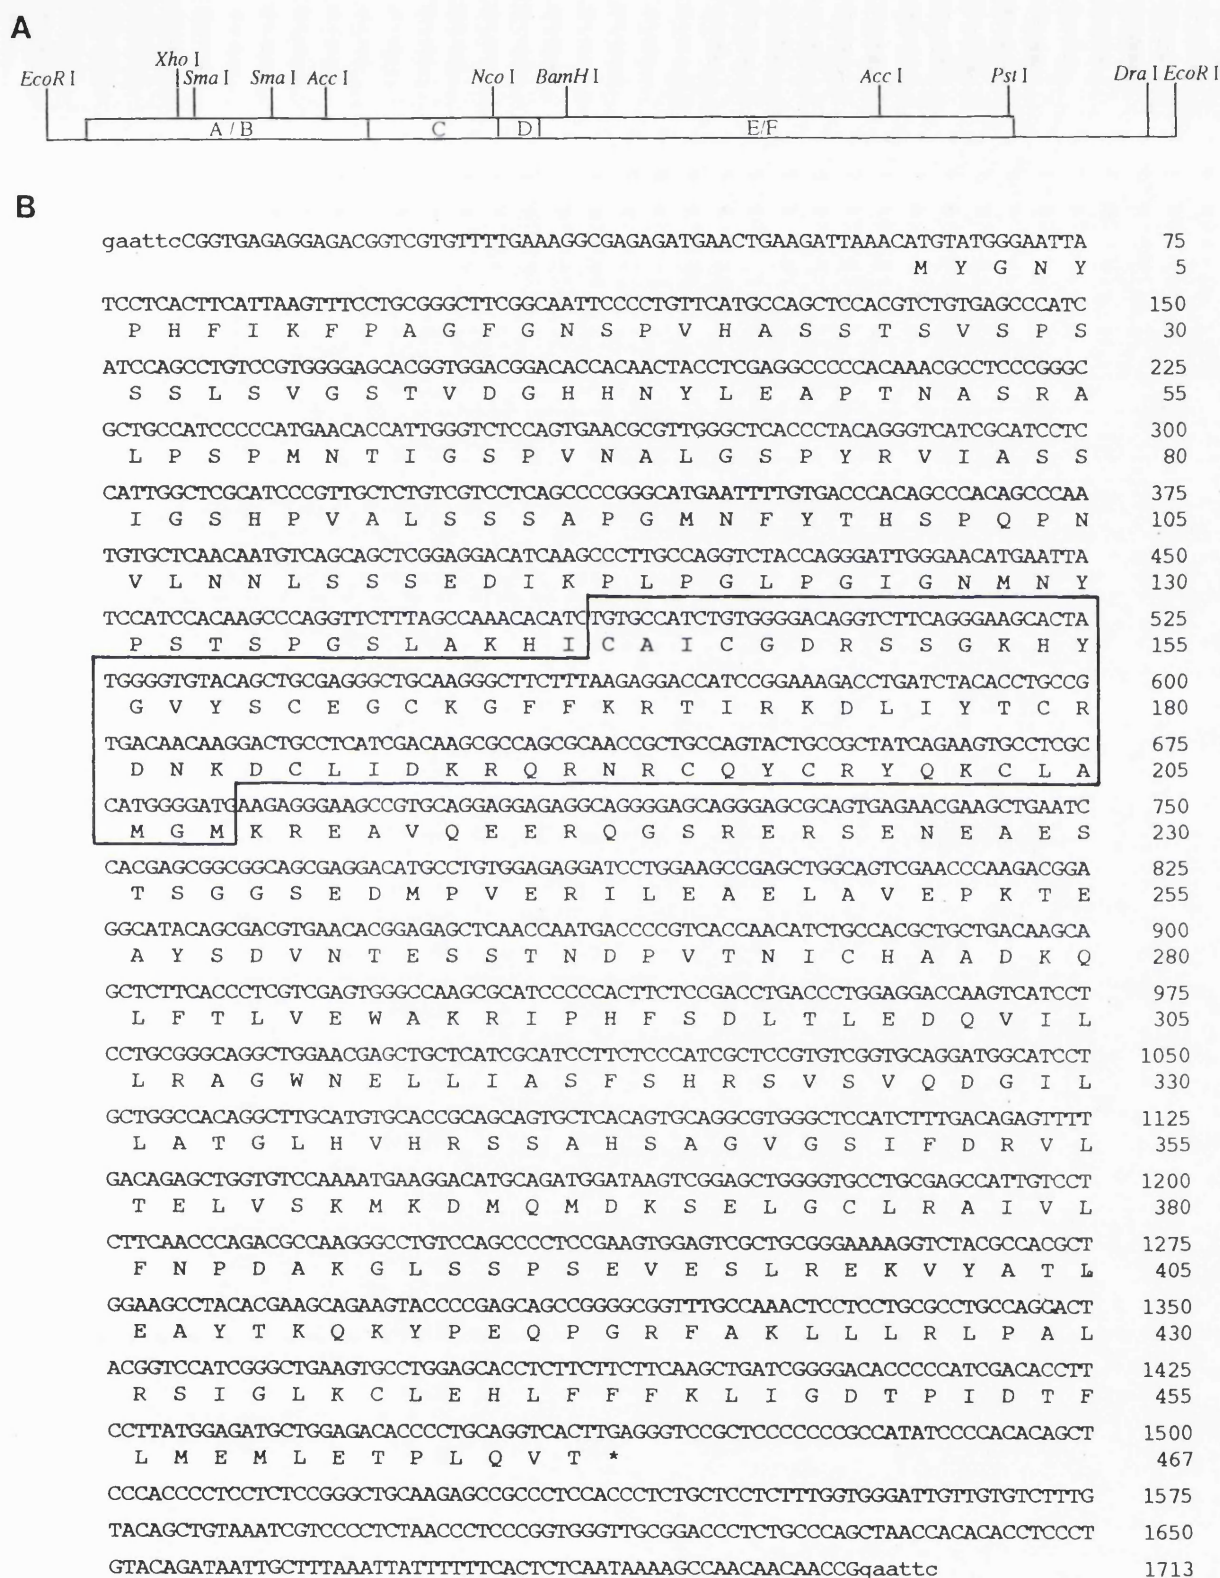 A
EcoR I Xho I Sma I Sma I Acc I Nco I BamH I Acc I Pst I Dra I EcoR I
A / B C D E/F
B
gaattcCGGTGAGAGGAGACGGTCGTGTTTTTGAAAGGCGAGAGATGAACTGAAGATTAAACATGTATGGGAATTA 75
M Y G N Y 5
TCCTCACTTCATTAAGTTTCCTGCGGGCTTCGGCAATTCCCCTGTTCATGCCAGCTCCACGTCTGTGAGCCCATC 150
P H F I K F P A G F G N S P V H A S S T S V S P S 30
ATCCAGCCTGTCCGTGGGGAGCACGGTGGACGGACACCACAACTACCTCGAGGCCCCCACAAACGCCTCCCGGGC 225
S S L S V G S T V D G H H N Y L E A P T N A S R A 55
GCTGCCATCCCCCATGAACACCATTGGGTCTCCAGTGAACGCGTTGGGCTCACCCTACAGGGTCATCGCATCCTC 300
L P S P M N T I G S P V N A L G S P Y R V I A S S 80
CATTGGCTCGCATCCCGTTGCTCTGTCGTCCTCAGCCCCGGGCATGAATTTTGTGACCCACAGCCCACAGCCCAA 375
I G S H P V A L S S S A P G M N F Y T H S P Q P N 105
TGTGCTCAACAATGTCAGCAGCTCGGAGGACATCAAGCCCTTGCCAGGTCTACCAGGGATTGGGAACATGAATTA 450
V L N N L S S S E D I K P L P G L P G I G N M N Y 130
TCCATCCACAAGCCCAGGTTCTTTAGCCAAACACATCTGTGCCATCTGTGGGGACAGGTCTTCAGGGAAGCACTA 525
P S T S P G S L A K H I C A I C G D R S S G K H Y 155
TGGGGTGTACAGCTGCGAGGGCTGCAAGGGCTTCTTTAAGAGGACCATCCGGAAAGACCTGATCTACACCTGCCG 600
G V Y S C E G C K G F F K R T I R K D L I Y T C R 180
TGACAACAAGGACTGCCTCATCGACAAGCGCCAGCGCAACCGCTGCCAGTACTGCCGCTATCAGAAGTGCCTCGC 675
D N K D C L I D K R Q R N R C Q Y C R Y Q K C L A 205
CATGGGGATGAAGAGGGAAGCCGTGCAGGAGGAGAGGCAGGGGAGCAGGGAGCGCAGTGAGAACGAAGCTGAATC 750
M G M K R E A V Q E E R Q G S R E R S E N E A E S 230
CACGAGCGGCGGCAGCGAGGACATGCCTGTGGAGAGGATCCTGGAAGCCGAGCTGGCAGTCGAACCCAAGACGGA 825
T S G G S E D M P V E R I L E A E L A V E P K T E 255
GGCATACAGCGACGTGAACACGGAGAGCTCAACCAATGACCCCGTCACCAACATCTGCCACGCTGCTGACAAGCA 900
A Y S D V N T E S S T N D P V T N I C H A A D K Q 280
GCTCTTCACCCTCGTCGAGTGGGCCAAGCGCATCCCCCACTTCTCCGACCTGACCCTGGAGGACCAAGTCATCCT 975
L F T L V E W A K R I P H F S D L T L E D Q V I L 305
CCTGCGGGCAGGCTGGAACGAGCTGCTCATCGCATCCTTCTCCCATCGCTCCGTGTCGGTGCAGGATGGCATCCT 1050
L R A G W N E L L I A S F S H R S V S V Q D G I L 330
GCTGGCCACAGGCTTGCATGTGCACCGCAGCAGTGCTCACAGTGCAGGCGTGGGCTCCATCTTTGACAGAGTTTT 1125
L A T G L H V H R S S A H S A G V G S I F D R V L 355
GACAGAGCTGGTGTCCAAAATGAAGGACATGCAGATGGATAAGTCGGAGCTGGGGTGCCTGCGAGCCATTGTCCT 1200
T E L V S K M K D M Q M D K S E L G C L R A I V L 380
CTTCAACCCAGACGCCAAGGGCCTGTCCAGCCCCTCCGAAGTGGAGTCGCTGCGGGAAAAGGTCTACGCCACGCT 1275
F N P D A K G L S S P S E V E S L R E K V Y A T L 405
GGAAGCCTACACGAAGCAGAAGTACCCCGAGCAGCCGGGGCGGTTTGCCAAACTCCTCCTGCGCCTGCCAGCACT 1350
E A Y T K Q K Y P E Q P G R F A K L L L R L P A L 430
ACGGTCCATCGGGCTGAAGTGCCTGGAGCACCTCTTCTTCTTCAAGCTGATCGGGGACACCCCCATCGACACCTT 1425
R S I G L K C L E H L F F F K L I G D T P I D T F 455
CCTTATGGAGATGCTGGAGACACCCCTGCAGGTCACTTGAGGGTCCGCTCCCCCCCGCCATATCCCCACACAGCT 1500
L M E M L E T P L Q V T * 467
CCCACCCCTCCTCTCCGGGCTGCAAGAGCCGCCCTCCACCCTCTGCTCCTCTTTGGTGGGATTGTTGTGTCTTTG 1575
TACAGCTGTAAATCGTCCCCTCTAACCCTCCCGGTGGGTTGCGGACCCTCTGCCCAGCTAACCACACACCTCCCT 1650
GTACAGATAATTGCTTTAAATTATTTTTTCACTCTCAATAAAAGCCAACAACAACCGgaattc 1713